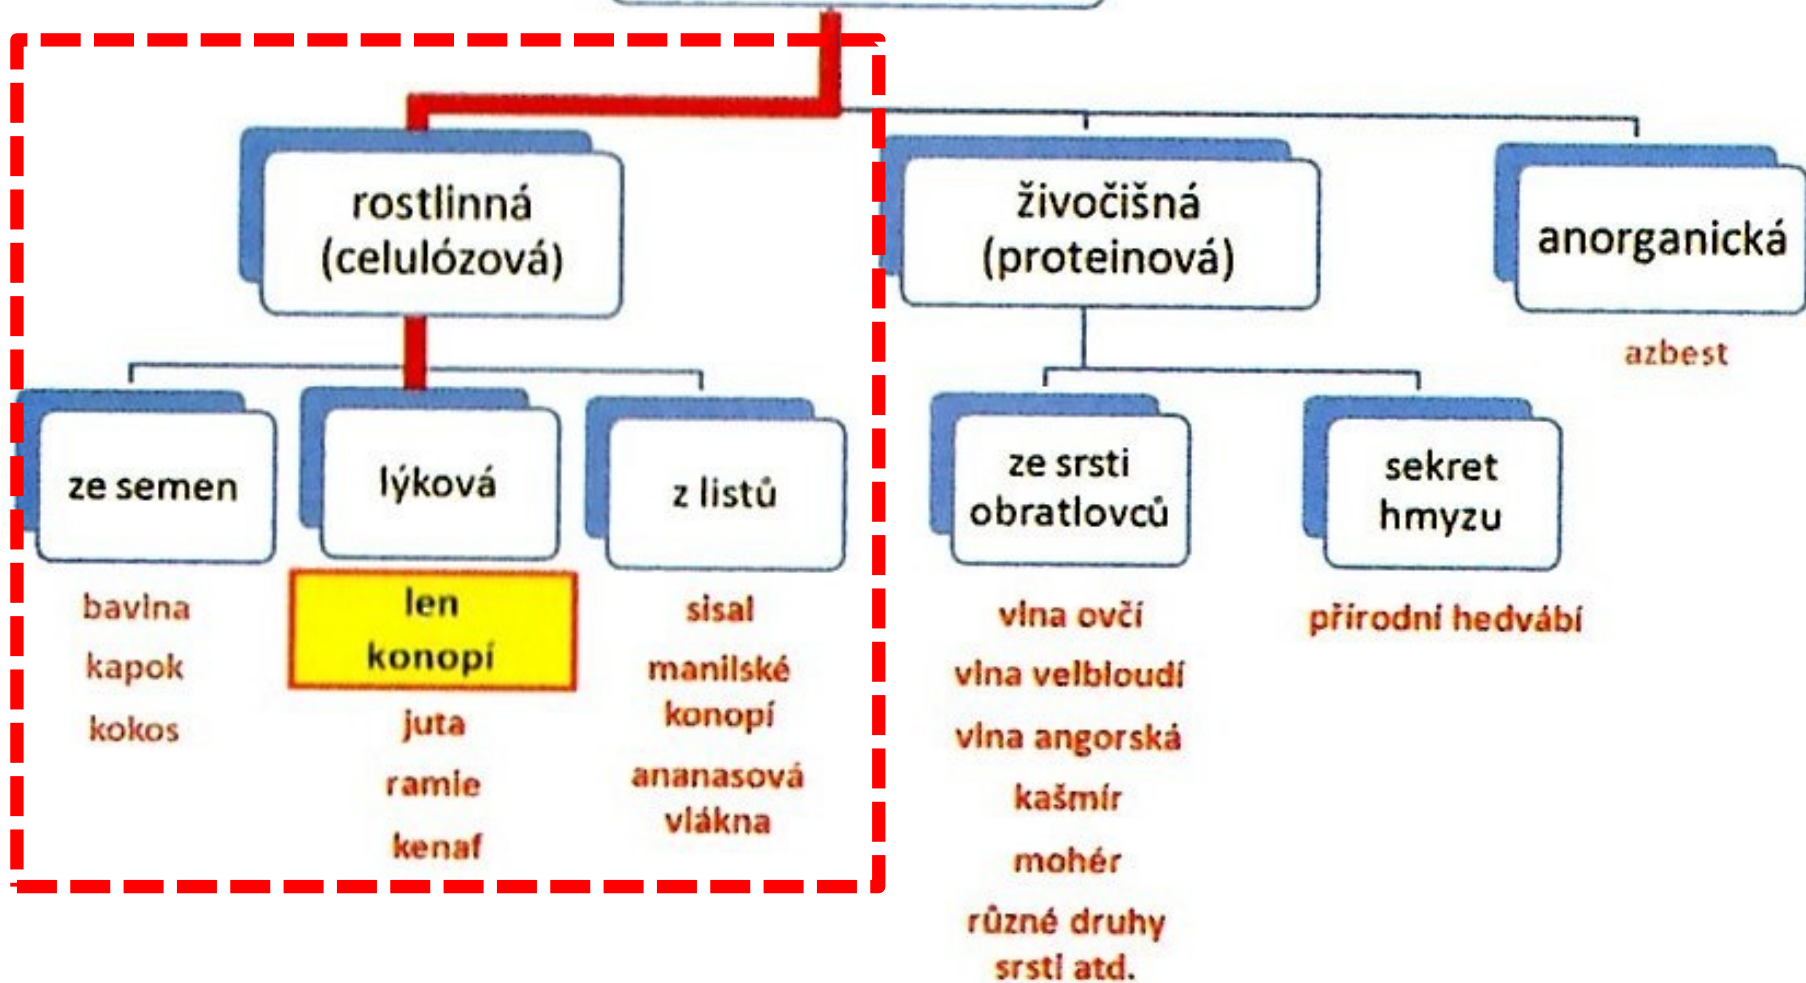 rostlinná
(celulózová)
živočišná
(proteinová)
anorganická
azbest
ze semen
lýková
z listů
ze srsti
obratlovců
sekret
hmyzu
bavlna
kapok
kokos
len
konopí
juta
ramie
kenaf
sisal
manilské
konopí
ananasová
vlákna
vlna ovčí
vlna velbloudí
vlna angorská
kašmír
mohér
různé druhy
srsti atd.
přírodní hedvábí